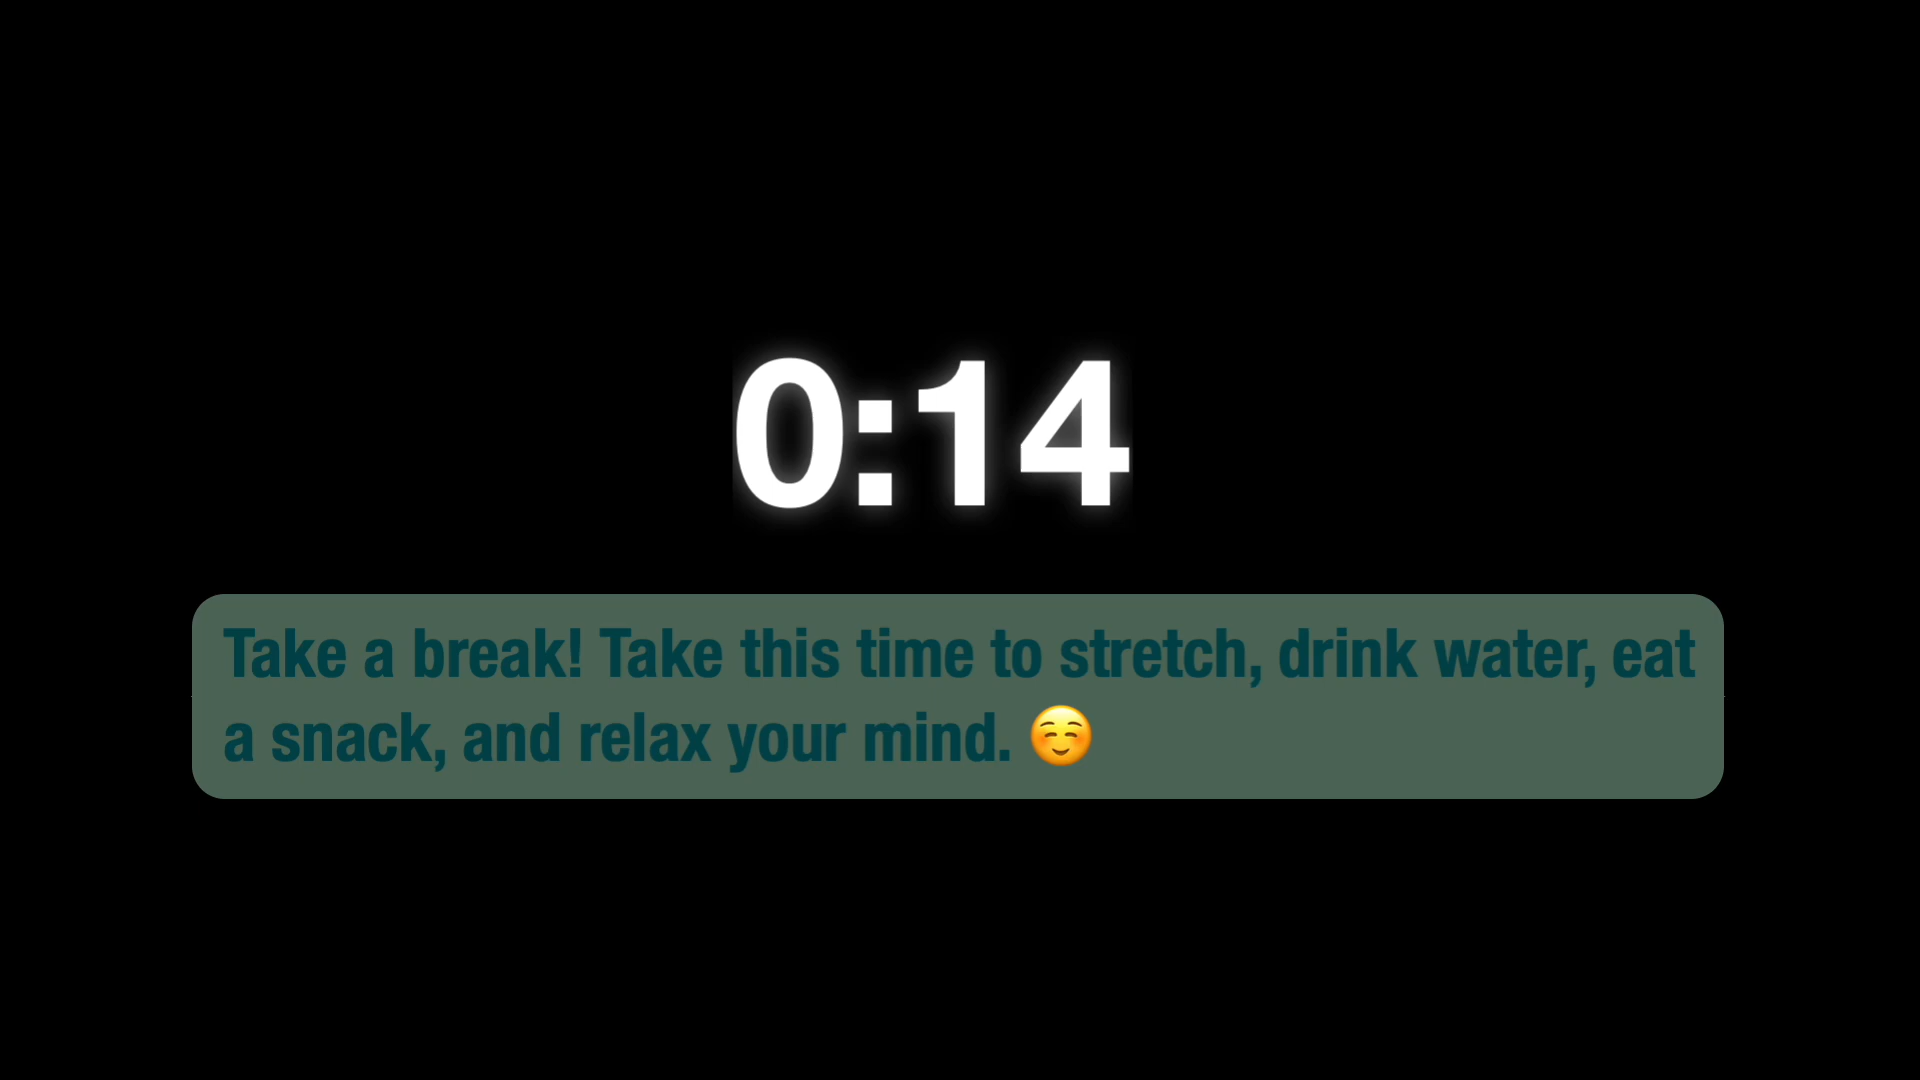 0:14
Take a break! Take this time to stretch, drink water, eat
a snack, and relax your mind. ☺️